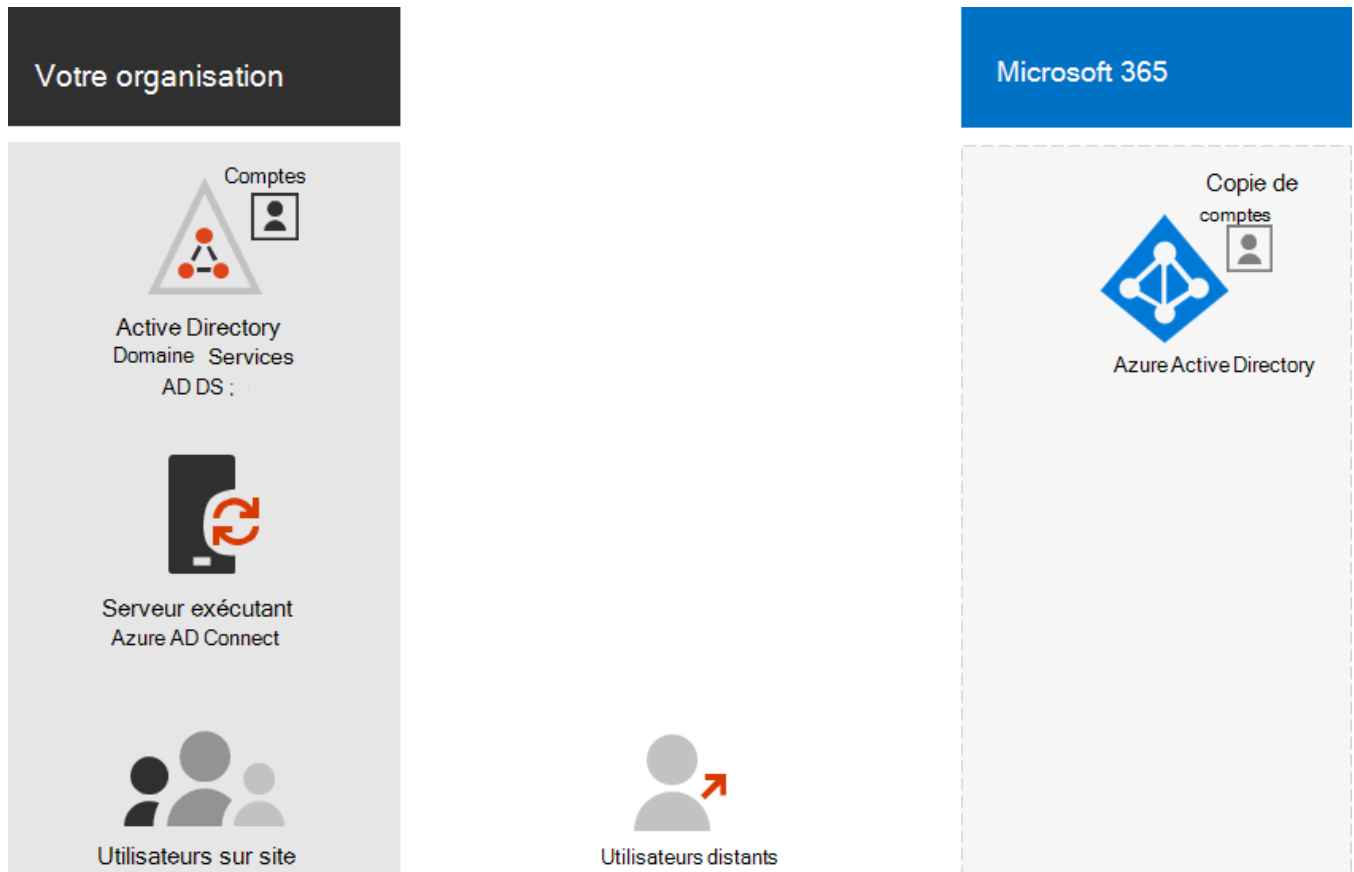 Votre organisation
Microsoft 365
Comptes
Active Directory
Domaine Services
AD DS ;
Serveur exécutant
Azure AD Connect
Utilisateurs sur site
Utilisateurs distants
Copie de
comptes
Azure Active Directory